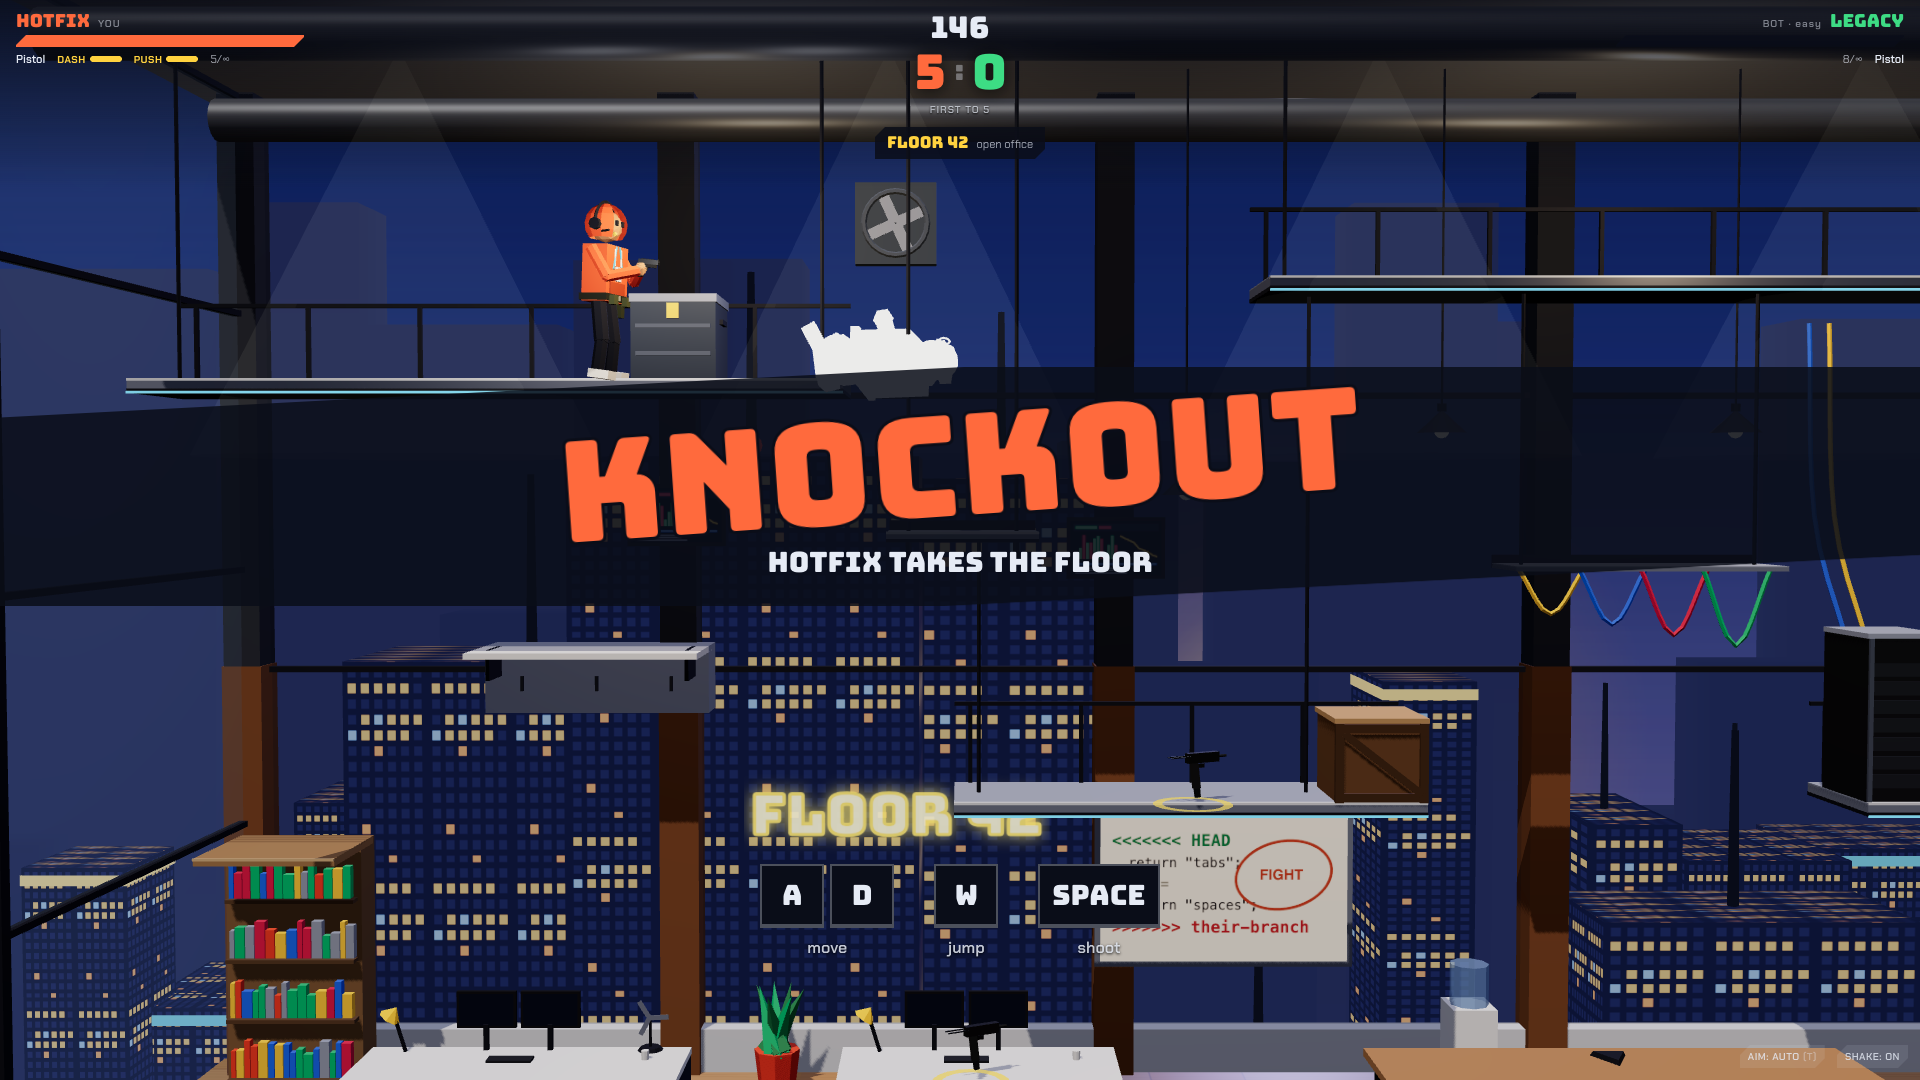 HOTFIX YOU
Pistol DASH PUSH 5/∞
146
5 : 0
FIRST TO 5
FLOOR 42 open office
BOT · easy LEGACY
8/∞ Pistol
KNOCKOUT
HOTFIX TAKES THE FLOOR
FLOOR 42
<<<<<<< HEAD
return "tabs";
=
rn "spaces";
>>>>>>> their-branch
FIGHT
A D W SPACE
move jump shoot
AIM: AUTO (T) SHAKE: ON